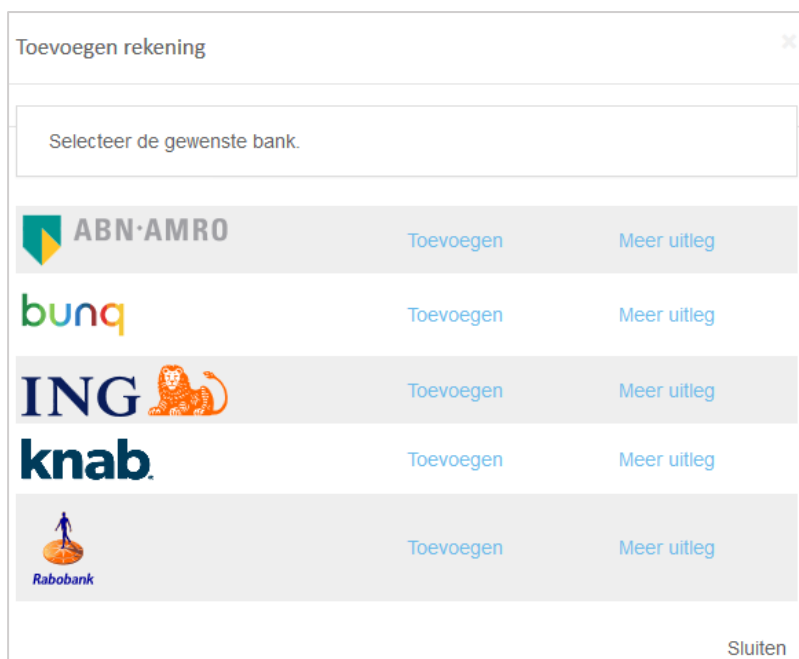 Toevoegen rekening ×
Selecteer de gewenste bank.
ABN·AMRO Toevoegen Meer uitleg
bunq Toevoegen Meer uitleg
ING Toevoegen Meer uitleg
knab. Toevoegen Meer uitleg
Rabobank Toevoegen Meer uitleg
Sluiten